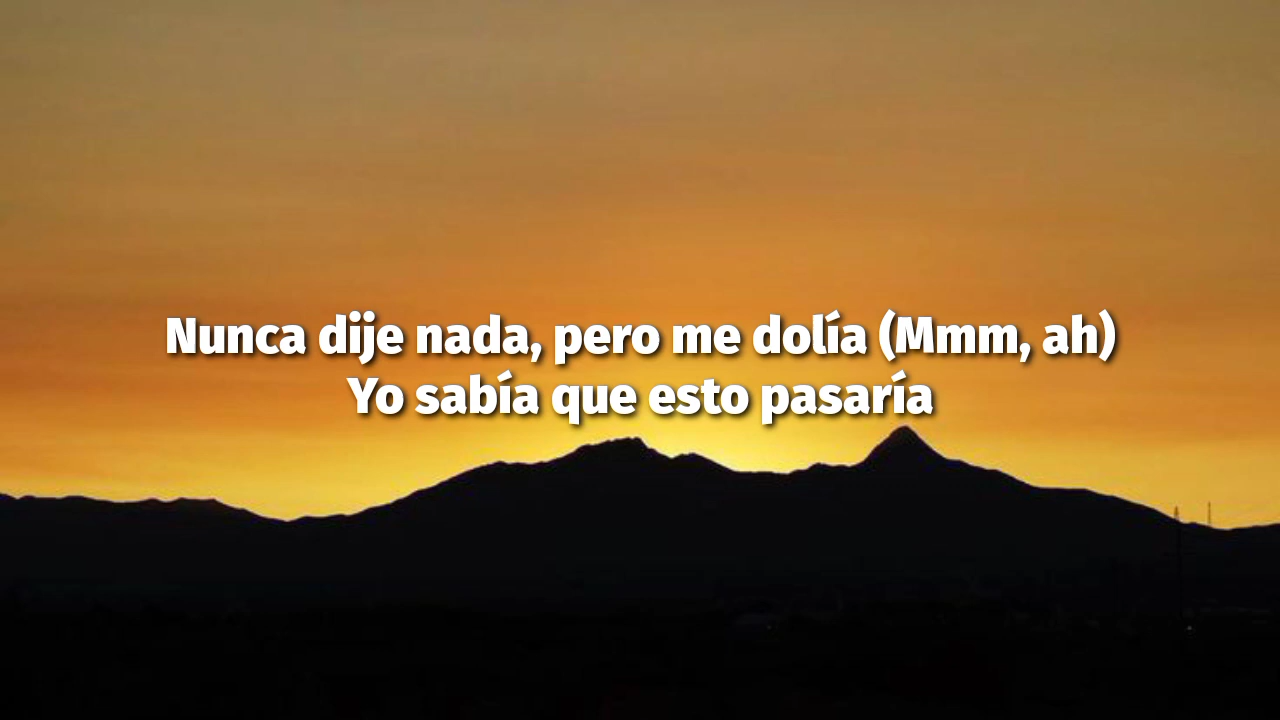 Nunca dije nada, pero me dolía (Mmm, ah)
Yo sabía que esto pasaría